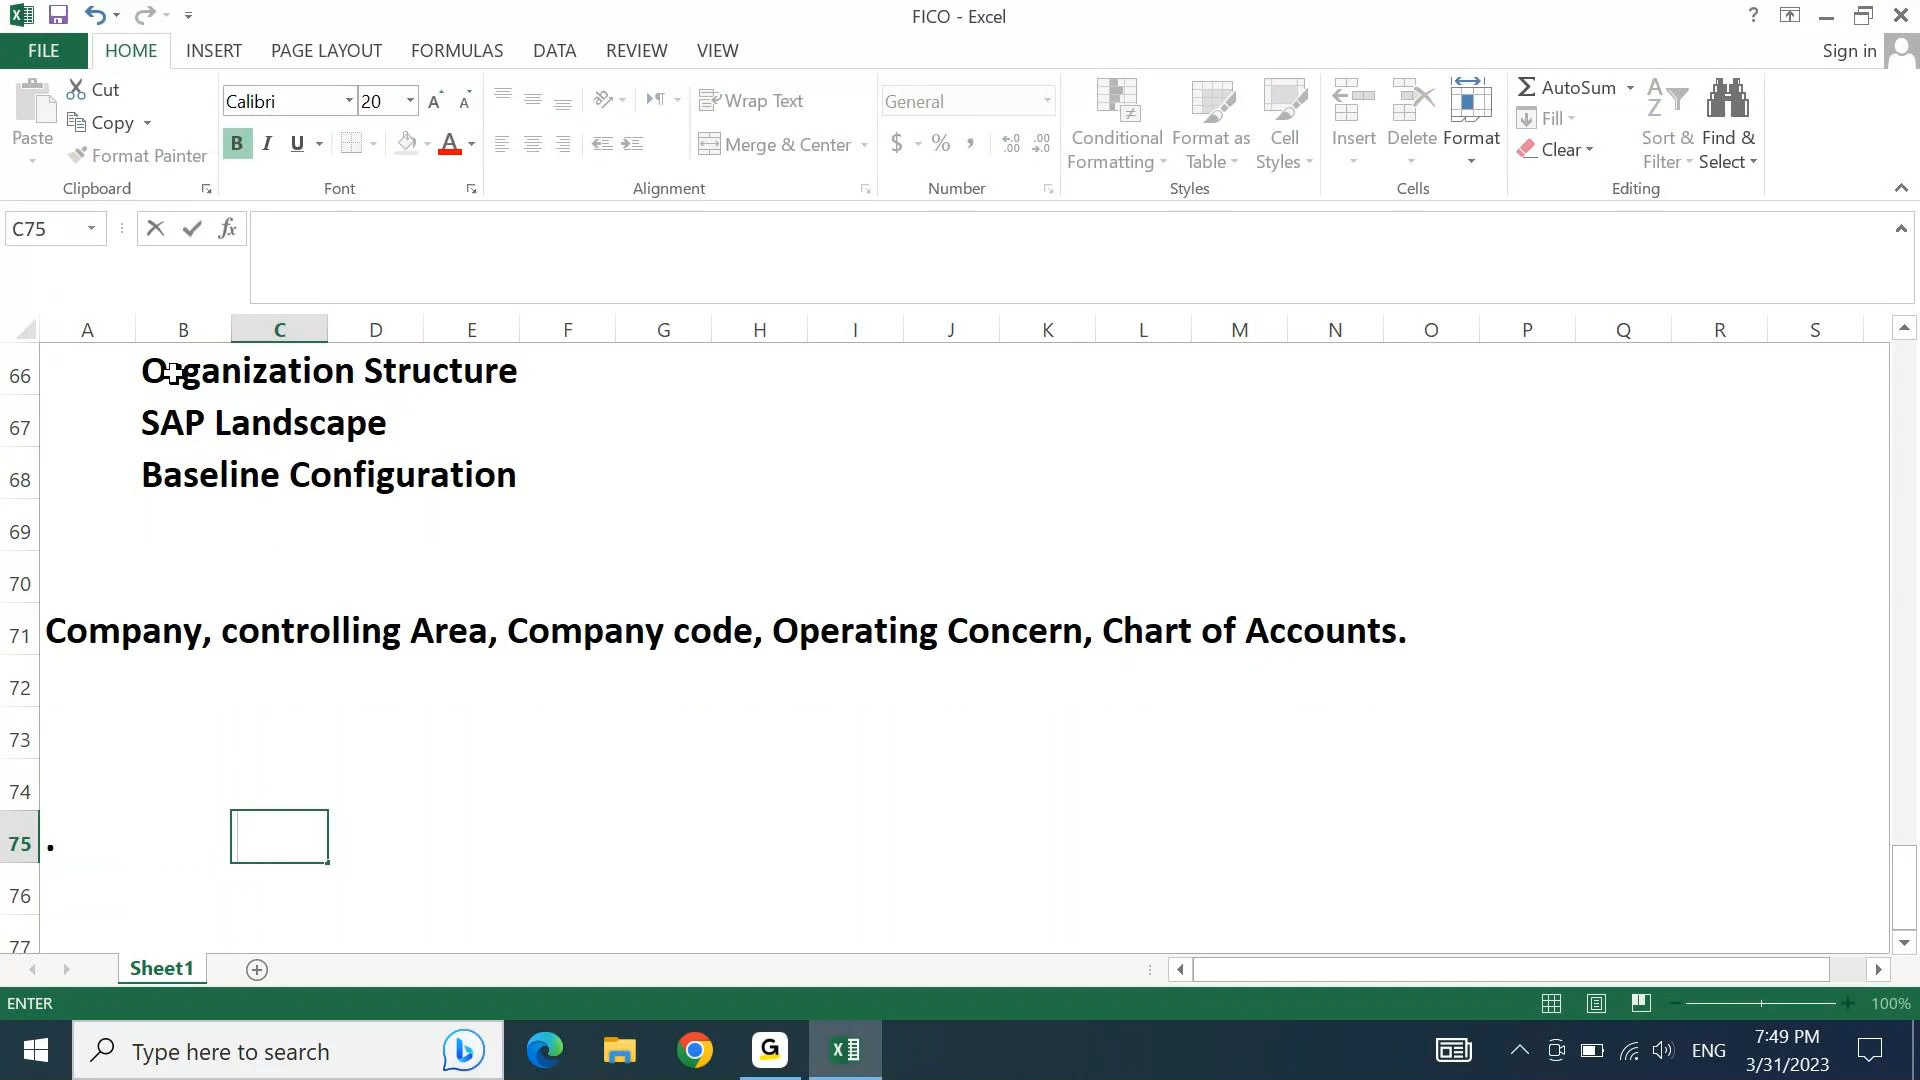 FICO - Excel
?
FILE HOME INSERT PAGE LAYOUT FORMULAS DATA REVIEW VIEW Sign in
Paste
Cut
Copy
Format Painter
Clipboard
Calibri 20 A A
B I U A
Font
Wrap Text
Merge & Center
Alignment
General
$ % ,
Number
Conditional Formatting
Format as Table
Cell Styles
Styles
Insert Delete Format
Cells
AutoSum
Fill
Clear
Sort & Filter
Find & Select
Editing
C75 fx
A B C D E F G H I J K L M N O P Q R S
66 Organization Structure
67 SAP Landscape
68 Baseline Configuration
69
70
71 Company, controlling Area, Company code, Operating Concern, Chart of Accounts.
72
73
74
75 .
76
77
Sheet1
ENTER 100%
Type here to search
ENG
7:49 PM
3/31/2023